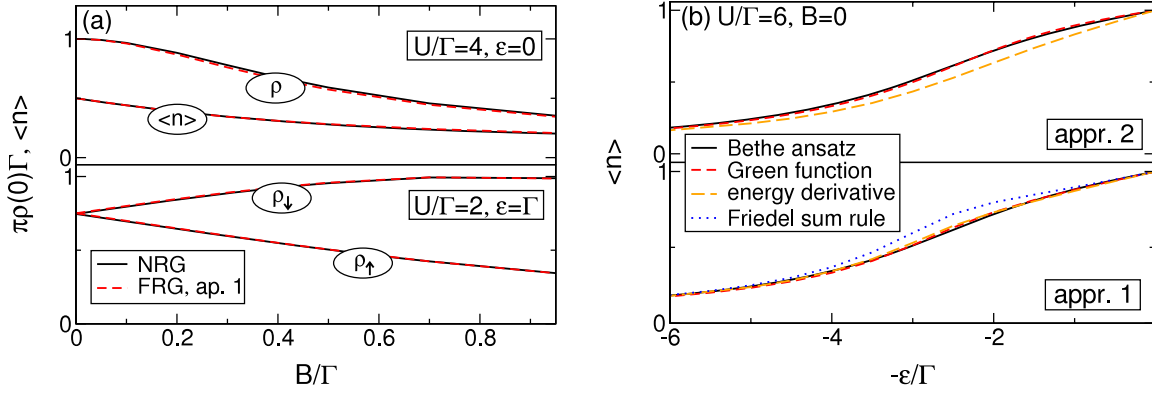 (a)
U/Γ=4, ε=0
ρ
<n>
1
0
πρ(0)Γ, <n>
ρ↓
U/Γ=2, ε=Γ
ρ↑
NRG
FRG, ap. 1
1
0
0 0.2 0.4 0.6 0.8
B/Γ
(b) U/Γ=6, B=0
1
0
appr. 2
<n>
Bethe ansatz
Green function
energy derivative
Friedel sum rule
1
0
appr. 1
-6 -4 -2
-ε/Γ